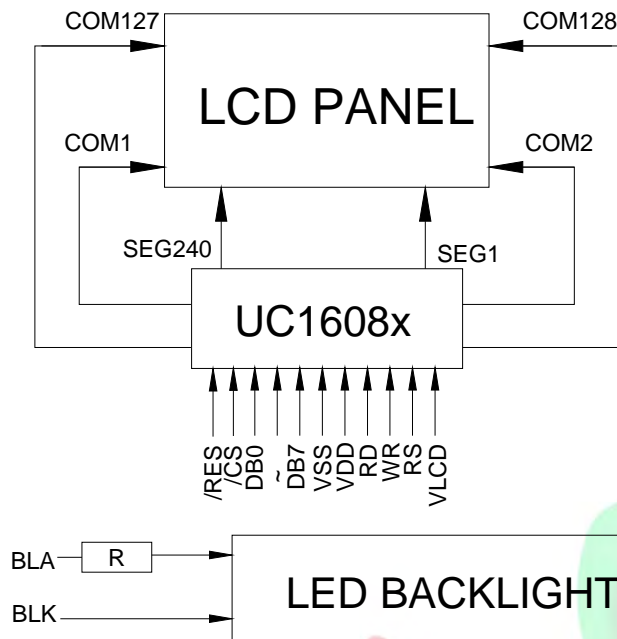 COM127 COM128
LCD PANEL
COM1 COM2
SEG240 SEG1
UC1608x
/RES /CS DB0 ~ DB7 VSS VDD RD WR RS VLCD
BLA R
LED BACKLIGHT
BLK